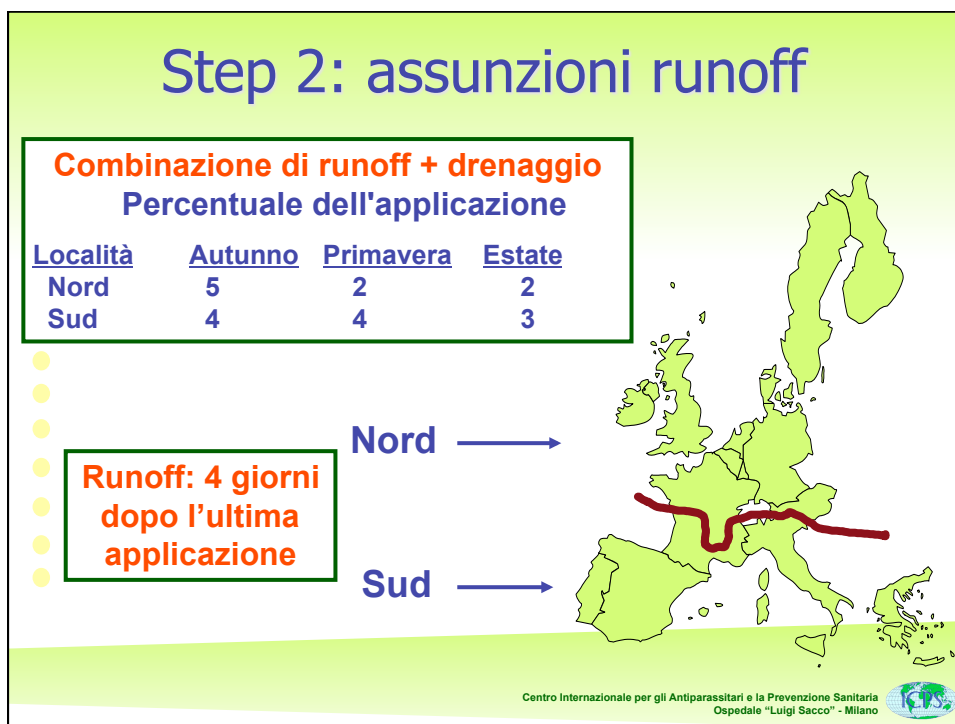 Step 2: assunzioni runoff
Combinazione di runoff + drenaggio
Percentuale dell'applicazione
Località Autunno Primavera Estate
Nord 5 2 2
Sud 4 4 3
Nord
Runoff: 4 giorni
dopo l’ultima
applicazione
Sud
Centro Internazionale per gli Antiparassitari e la Prevenzione Sanitaria
Ospedale “Luigi Sacco” - Milano
ICPS